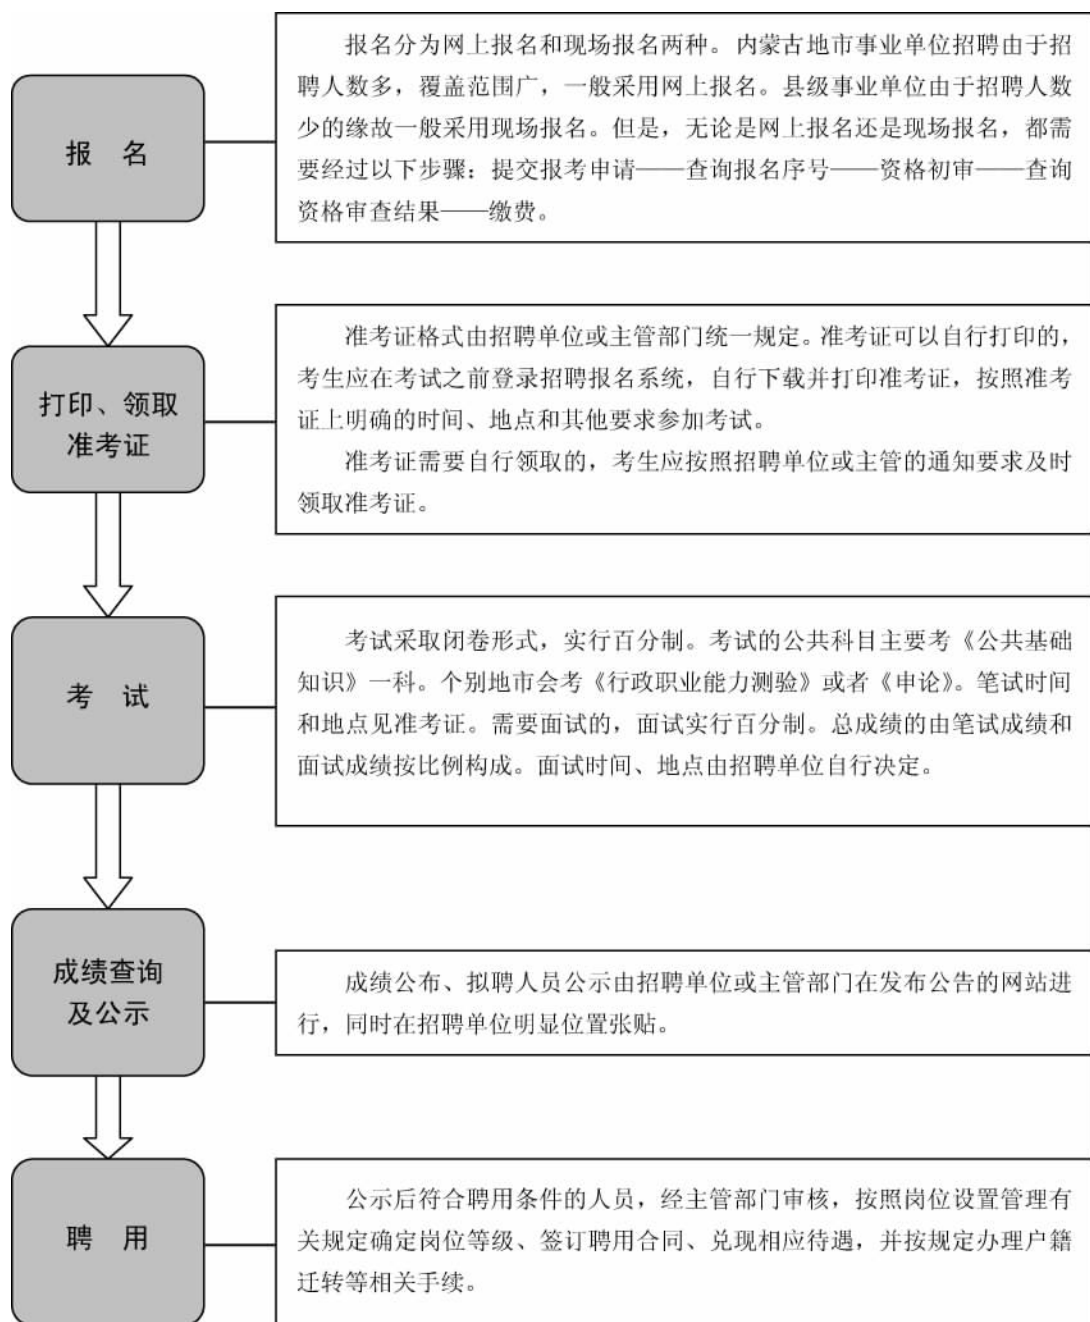 报 名
报名分为网上报名和现场报名两种。内蒙古地市事业单位招聘由于招
聘人数多，覆盖范围广，一般采用网上报名。县级事业单位由于招聘人数
少的缘故一般采用现场报名。但是，无论是网上报名还是现场报名，都需
要经过以下步骤：提交报考申请——查询报名序号——资格初审——查询
资格审查结果——缴费。
打印、领取
准考证
准考证格式由招聘单位或主管部门统一规定。准考证可以自行打印的，
考生应在考试之前登录招聘报名系统，自行下载并打印准考证，按照准考
证上明确的时间、地点和其他要求参加考试。
准考证需要自行领取的，考生应按照招聘单位或主管的通知要求及时
领取准考证。
考 试
考试采取闭卷形式，实行百分制。考试的公共科目主要考《公共基础
知识》一科。个别地市会考《行政职业能力测验》或者《申论》。笔试时间
和地点见准考证。需要面试的，面试实行百分制。总成绩的由笔试成绩和
面试成绩按比例构成。面试时间、地点由招聘单位自行决定。
成绩查询
及公示
成绩公布、拟聘人员公示由招聘单位或主管部门在发布公告的网站进
行，同时在招聘单位明显位置张贴。
聘 用
公示后符合聘用条件的人员，经主管部门审核，按照岗位设置管理有
关规定确定岗位等级、签订聘用合同、兑现相应待遇，并按规定办理户籍
迁转等相关手续。